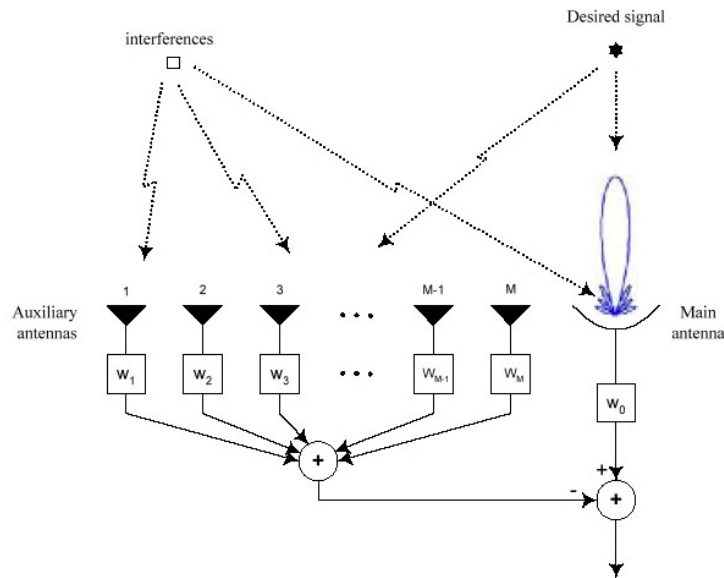 Desired signal
interferences
1 2 3 M-1 M
Auxiliary
antennas
Main
antenna
w1 w2 w3 WM-1 WM
w0
+
+
-
+